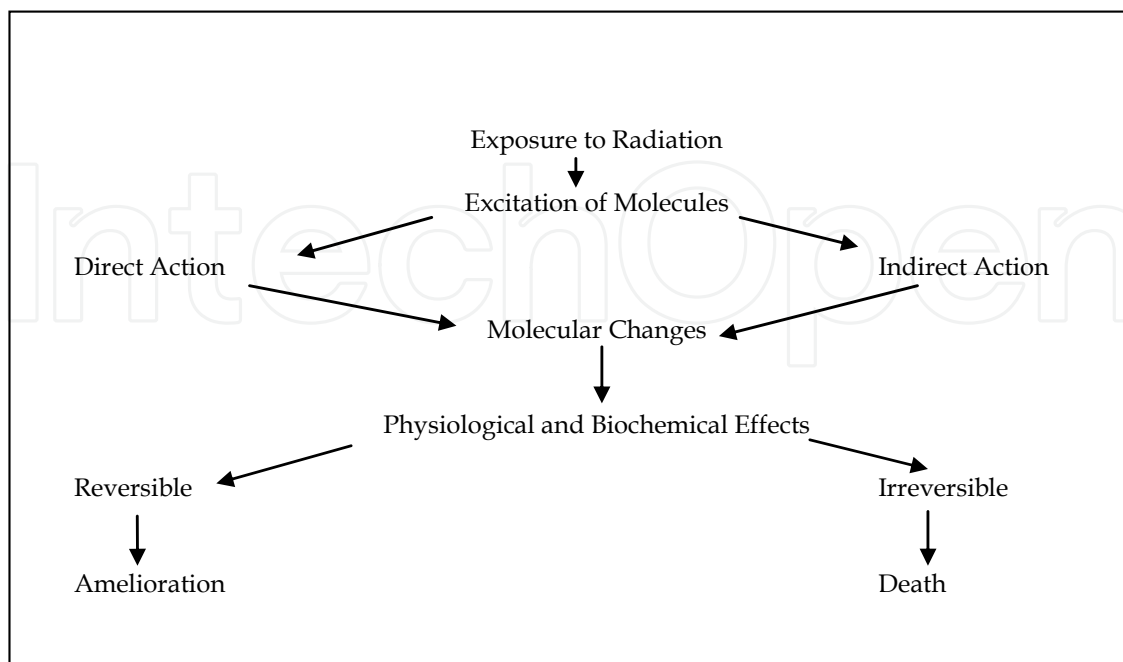 IntechOpen
Exposure to Radiation
Excitation of Molecules
Direct Action
Indirect Action
Molecular Changes
Physiological and Biochemical Effects
Reversible
Irreversible
Amelioration
Death